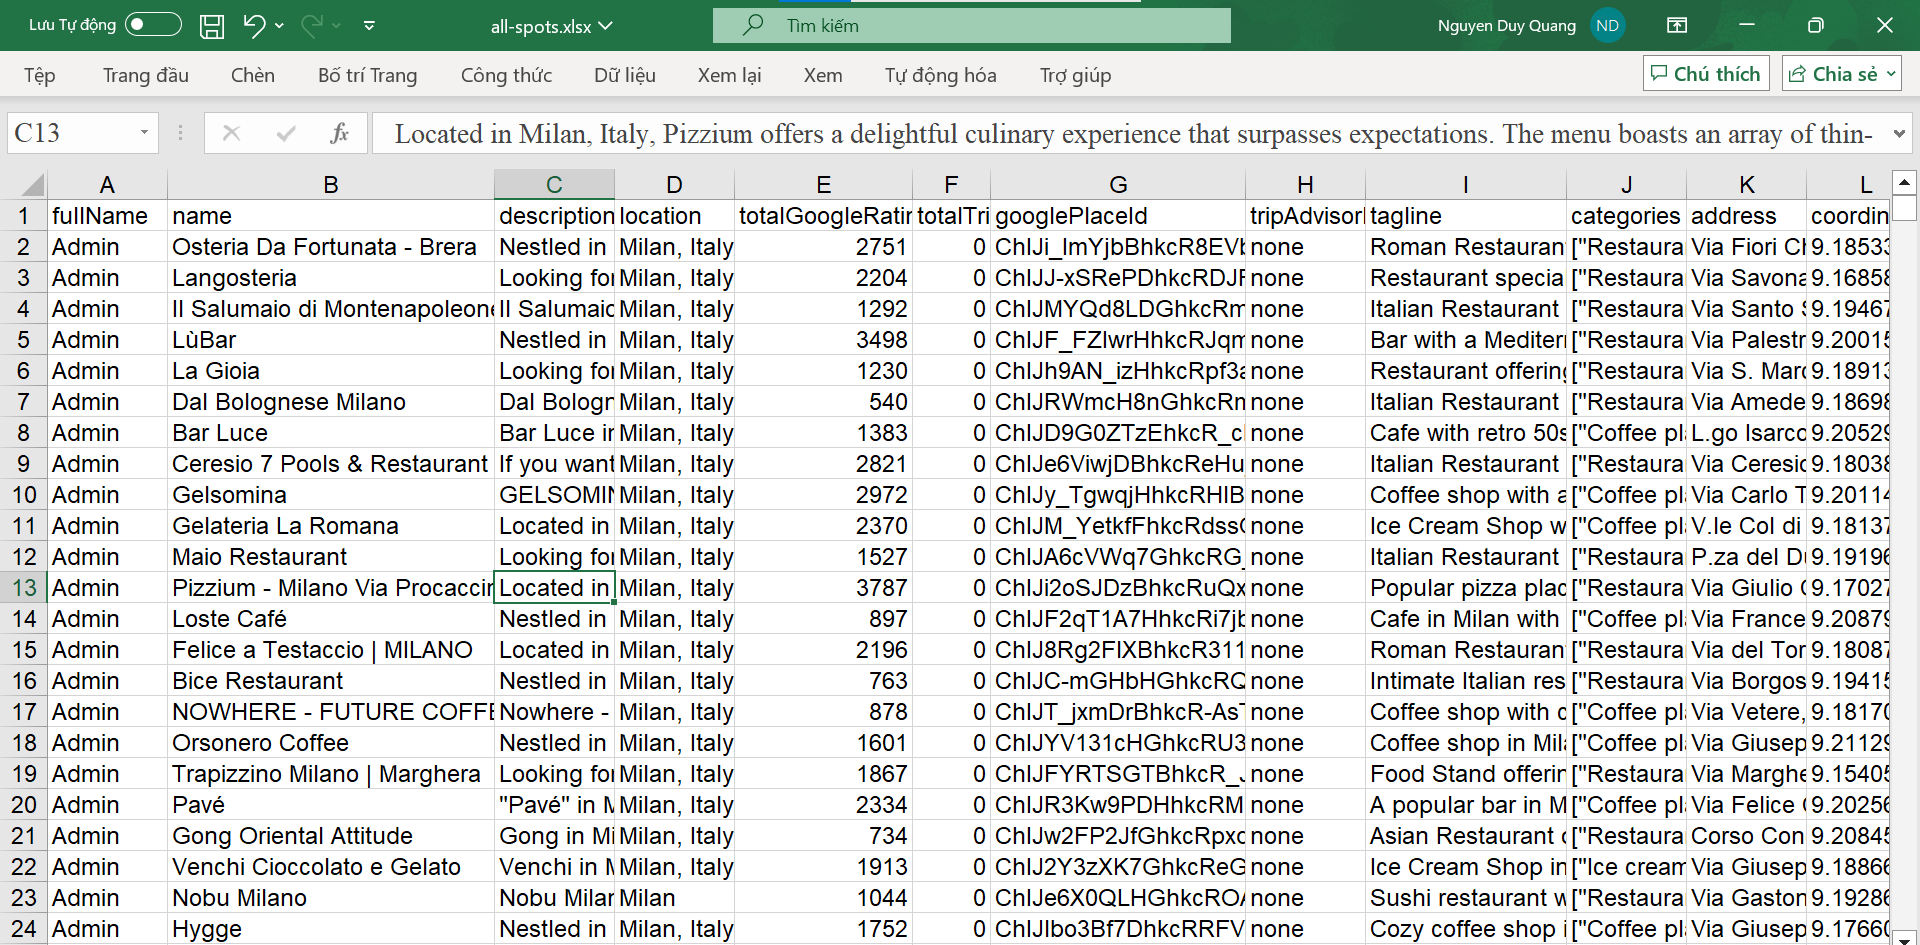 Lưu Tự động all-spots.xlsx Tìm kiếm Nguyen Duy Quang ND
Tệp Trang đầu Chèn Bố trí Trang Công thức Dữ liệu Xem lại Xem Tự động hóa Trợ giúp Chú thích Chia sẻ
C13 fx Located in Milan, Italy, Pizzium offers a delightful culinary experience that surpasses expectations. The menu boasts an array of thin-
A B C D E F G H I J K L
1 fullName name description location totalGoogleRatin totalTri googlePlaceId tripAdvisor tagline categories address coordin
2 Admin Osteria Da Fortunata - Brera Nestled in Milan, Italy 2751 0 none Roman Restauran ["Restaura Via Fiori 9.18533
3 Admin Langosteria Looking for Milan, Italy 2204 0 ChIJJ-xSRePDhkcRDJF none Restaurant specia ["Restaura Via Savona 9.16858
4 Admin Il Salumaio di Montenapoleone Il Salumaio Milan, Italy 1292 0 ChIJMYQd8LDGhkcRm none Italian Restaurant ["Restaura Via Santo 9.19467
5 Admin LùBar Nestled in Milan, Italy 3498 0 none Bar with a Mediter ["Restaura Via Palestr 9.20015
6 Admin La Gioia Looking for Milan, Italy 1230 0 ChIJh9AN_izHhkcRpf3a none Restaurant offering ["Restaura Via S. Marc 9.18913
7 Admin Dal Bolognese Milano Dal Bologn Milan, Italy 540 0 ChIJRWmcH8nGhkcRm none Italian Restaurant ["Restaura Via Amede 9.18698
8 Admin Bar Luce Bar Luce in Milan, Italy 1383 0 none Cafe with retro 50s ["Coffee pl L.go Isarco 9.20529
9 Admin Ceresio 7 Pools & Restaurant If you want Milan, Italy 2821 0 ChIJe6ViwjDBhkcReHu none Italian Restaurant ["Restaura Via Ceresio 9.18038
10 Admin Gelsomina GELSOMIN Milan, Italy 2972 0 none Coffee shop with a ["Coffee pl Via Carlo T 9.20114
11 Admin Gelateria La Romana Located in Milan, Italy 2370 0 none Ice Cream Shop w ["Coffee pl V.le Col di 9.18137
12 Admin Maio Restaurant Looking for Milan, Italy 1527 0 ChIJA6cVWq7GhkcRG_ none Italian Restaurant ["Restaura P.za del Du 9.19196
13 Admin Pizzium - Milano Via Procaccin Located in Milan, Italy 3787 0 ChIJi2oSJDzBhkcRuQx none Popular pizza plac ["Restaura Via Giulio 9.17027
14 Admin Loste Café Nestled in Milan, Italy 897 0 ChIJF2qT1A7HhkcRi7jb none Cafe in Milan with ["Coffee pl Via France 9.20879
15 Admin Felice a Testaccio | MILANO Located in Milan, Italy 2196 0 none Roman Restauran ["Restaura Via del Tor 9.18087
16 Admin Bice Restaurant Nestled in Milan, Italy 763 0 ChIJC-mGHbHGhkcRQ none Intimate Italian res ["Restaura Via Borgos 9.19415
17 Admin NOWHERE - FUTURE COFFE Nowhere - Milan, Italy 878 0 ChIJT_jxmDrBhkcR-As none Coffee shop with c ["Coffee pl Via Vetere, 9.18170
18 Admin Orsonero Coffee Nestled in Milan, Italy 1601 0 ChIJYV131cHGhkcRU3 none Coffee shop in Mil ["Coffee pl Via Giusep 9.21129
19 Admin Trapizzino Milano | Marghera Looking for Milan, Italy 1867 0 ChIJFYRTSGTBhkcR_ none Food Stand offerin ["Restaura Via Marghe 9.15405
20 Admin Pavé "Pavé" in M Milan, Italy 2334 0 ChIJR3Kw9PDHhkcRM none A popular bar in M ["Coffee pl Via Felice 9.20256
21 Admin Gong Oriental Attitude Gong in Mi Milan, Italy 734 0 ChIJw2FP2JfGhkcRpxc none Asian Restaurant ["Restaura Corso Con 9.20845
22 Admin Venchi Cioccolato e Gelato Venchi in M Milan, Italy 1913 0 ChIJ2Y3zXK7GhkcReG none Ice Cream Shop in ["Ice cream Via Giusep 9.18866
23 Admin Nobu Milano Nobu Milan Milan 1044 0 ChIJe6X0QLHGhkcRO none Sushi restaurant w ["Restaura Via Gaston 9.19286
24 Admin Hygge Nestled in Milan, Italy 1752 0 none Cozy coffee shop i ["Coffee pl Via Giusep 9.17660